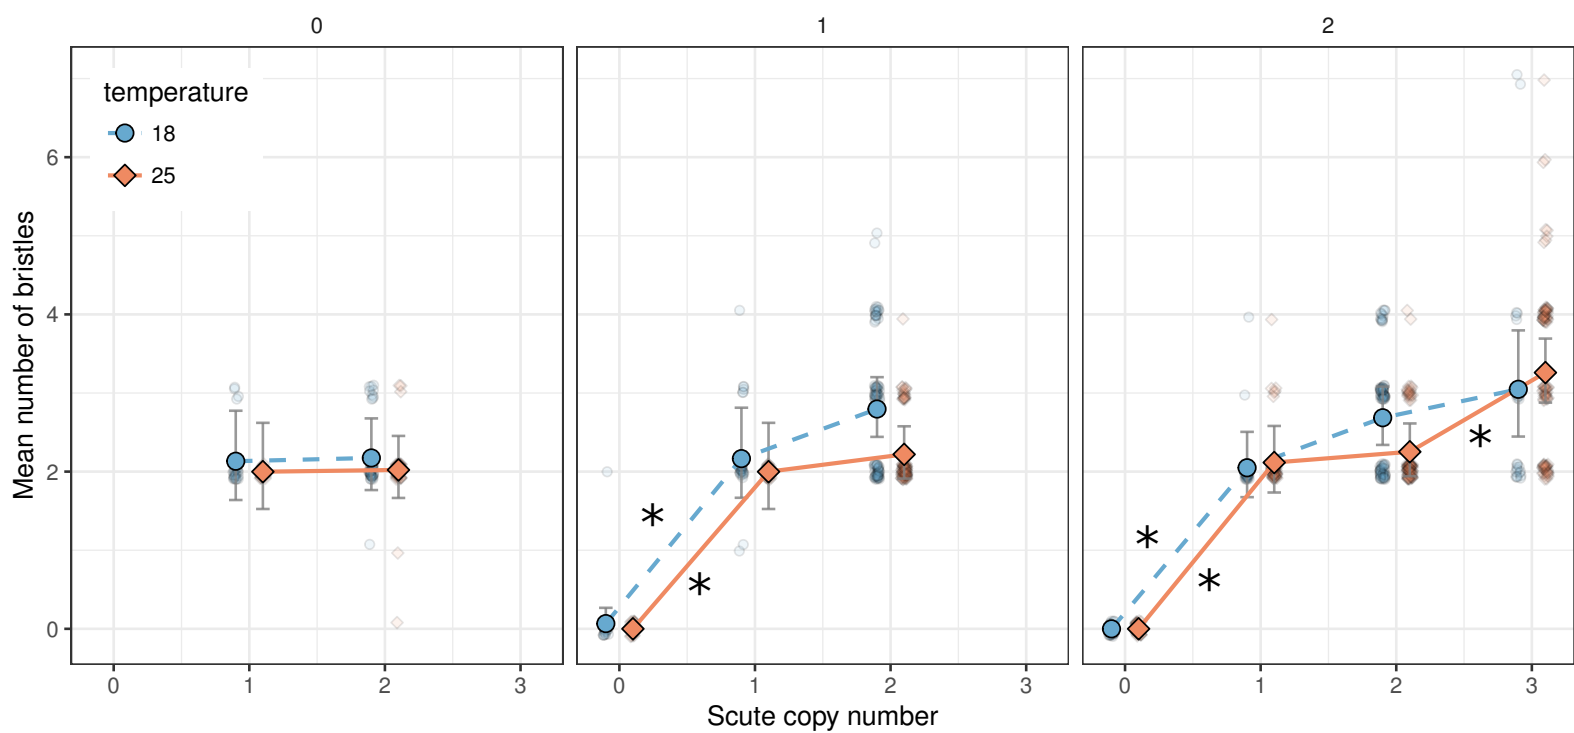 0 1 2
temperature
18
25
Mean number of bristles
6
4
2
0
* * * * *
0 1 2 3 0 1 2 3 0 1 2 3
Scute copy number